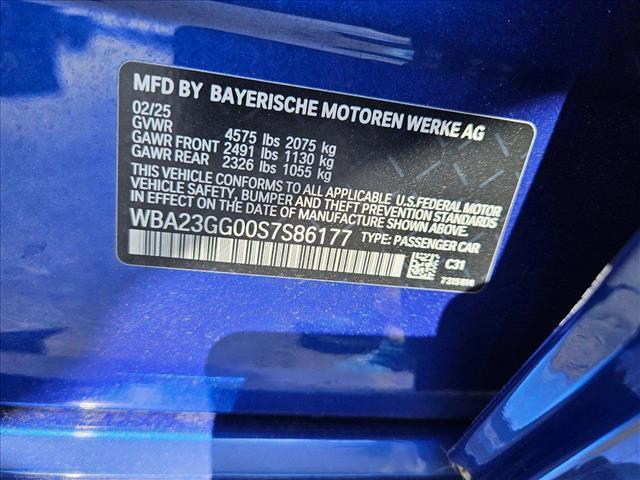 MFD BY BAYERISCHE MOTOREN WERKE AG
02/25
GVWR 4575 lbs 2075 kg
GAWR FRONT 2491 lbs 1130 kg
GAWR REAR 2326 lbs 1055 kg
THIS VEHICLE CONFORMS TO ALL APPLICABLE U.S. FEDERAL MOTOR
VEHICLE SAFETY, BUMPER, AND THEFT PREVENTION STANDARDS
IN EFFECT ON THE DATE OF MANUFACTURE SHOWN ABOVE.
WBA23GG00S7S86177 TYPE: PASSENGER CAR
C31